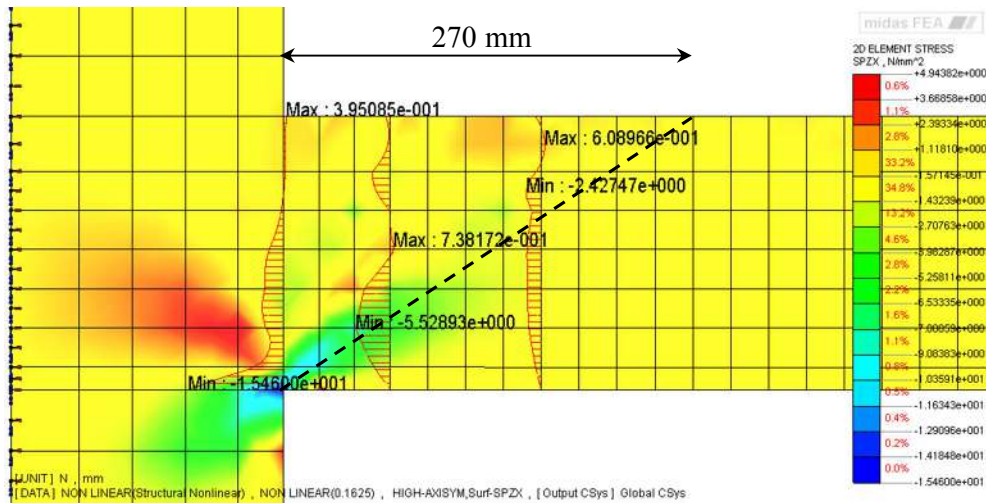 270 mm
midas FEA
2D ELEMENT STRESS
SPZX , N/mm^2
Max : 3.95085e-001
Max : 6.08966e-001
Min : -2.42747e+000
Max : 7.38172e-001
Min : -5.52893e+000
Min : -1.54600e+001
+4.94382e+000
0.6%
+3.66858e+000
1.1%
+2.39334e+000
2.8%
+1.11810e+000
33.2%
-1.57145e-001
34.8%
-1.43239e+000
13.2%
-2.70763e+000
4.6%
-3.98287e+000
2.8%
-5.25811e+000
2.2%
-6.53335e+000
1.6%
-7.80859e+000
1.1%
-9.08383e+000
0.8%
-1.03591e+001
0.5%
-1.16343e+001
0.4%
-1.29096e+001
0.2%
-1.41848e+001
0.0%
-1.54600e+001
[UNIT] N , mm
[DATA] NON LINEAR(Structural Nonlinear) , NON LINEAR(0.1625) , HIGH-AXISYM,Surf-SPZX , [Output CSys] Global CSys